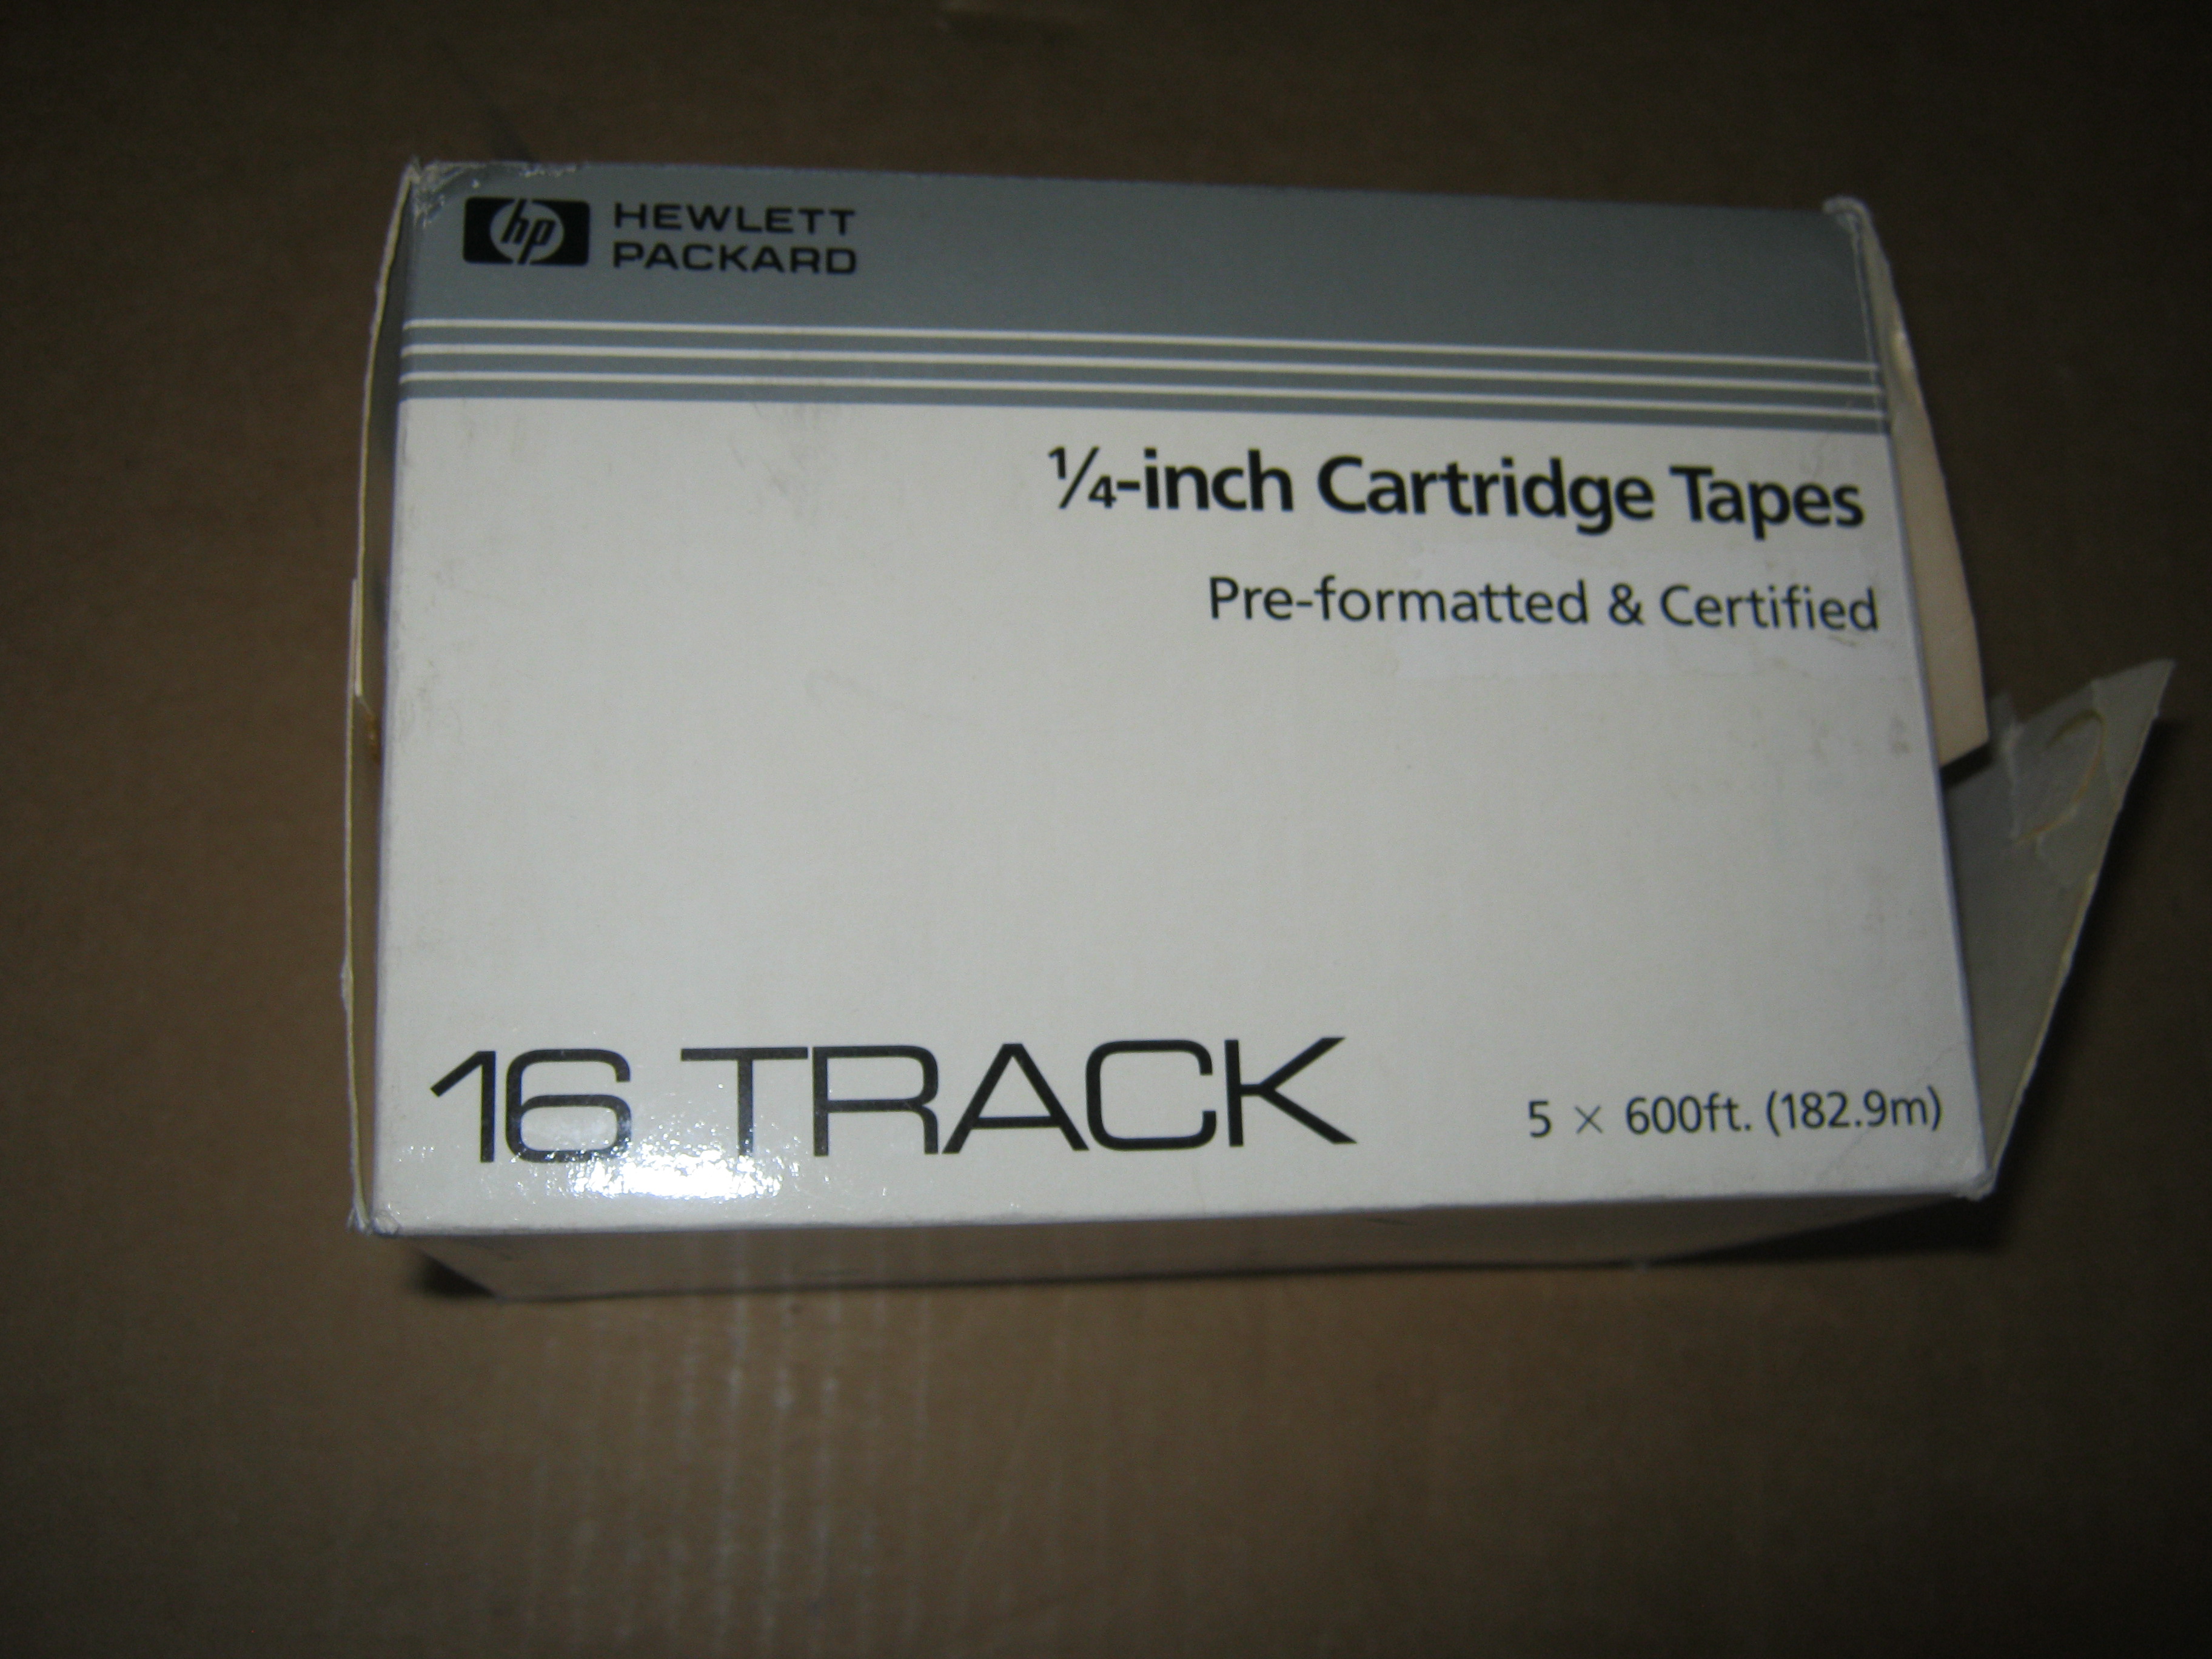 hp HEWLETT
PACKARD
¼-inch Cartridge Tapes
Pre-formatted & Certified
16 TRACK
5 × 600ft. (182.9m)